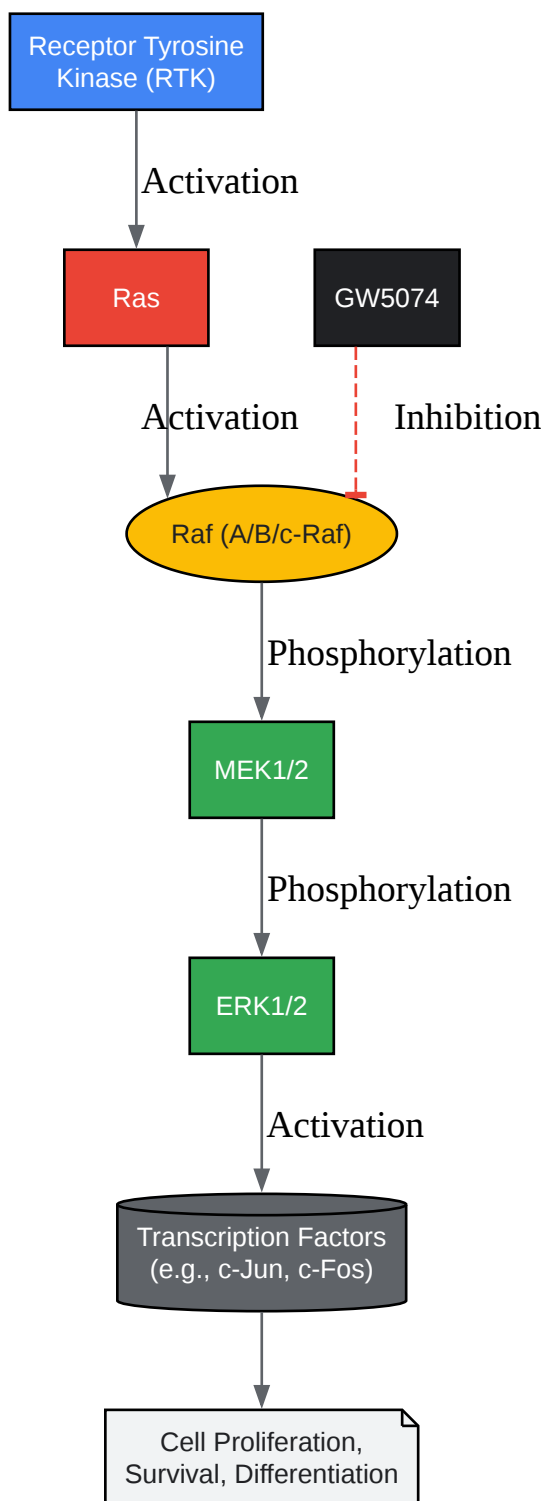 Receptor Tyrosine
Kinase (RTK)
Activation
Ras
GW5074
Activation
Inhibition
Raf (A/B/c-Raf)
Phosphorylation
MEK1/2
Phosphorylation
ERK1/2
Activation
Transcription Factors
(e.g., c-Jun, c-Fos)
Cell Proliferation,
Survival, Differentiation